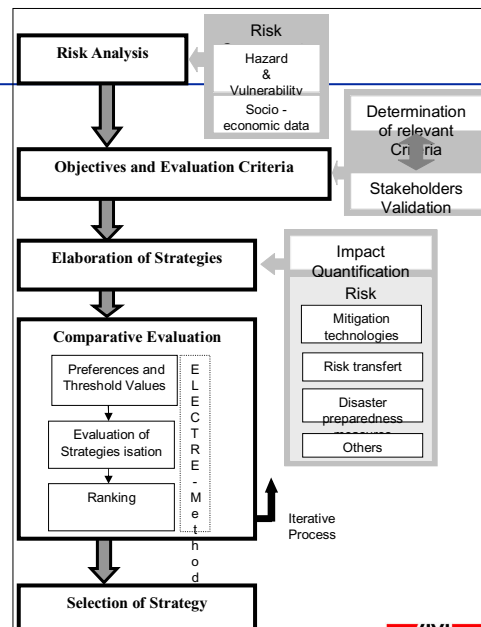 Risk Analysis
Risk
Hazard
&
Vulnerability
Socio -
economic data
Objectives and Evaluation Criteria
Determination
of relevant
Criteria
Stakeholders
Validation
Elaboration of Strategies
Impact
Quantification
Risk
Mitigation
technologies
Risk transfert
Disaster
preparedness
measures
Others
Comparative Evaluation
Preferences and
Threshold Values
Evaluation of
Strategies isation
Ranking
E
L
E
C
T
R
E
-
M
e
t
h
o
d
Iterative
Process
Selection of Strategy